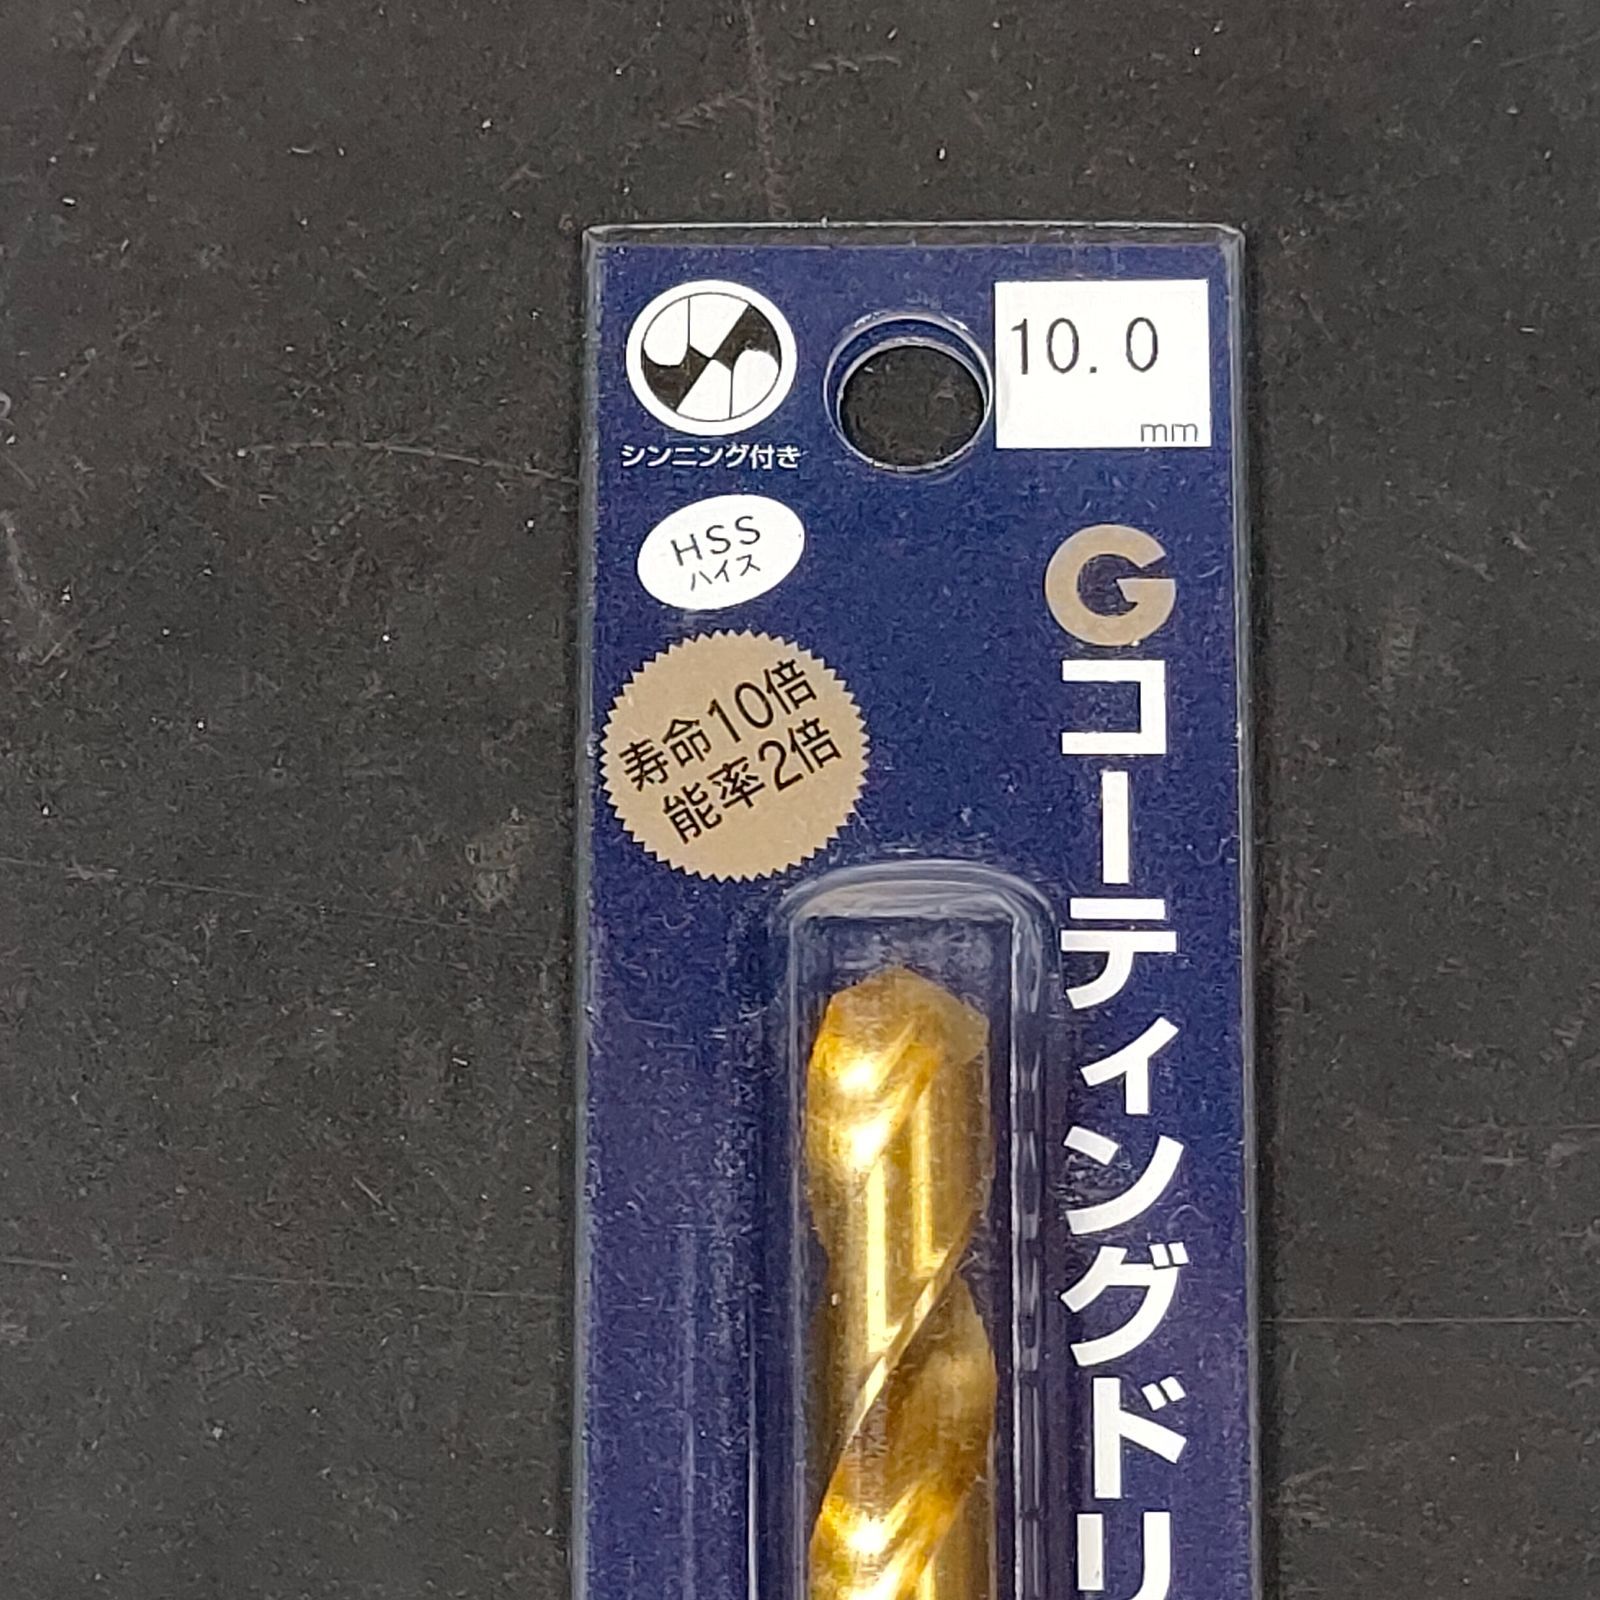 10.0
mm
シンニング付き
HSS
ハイス
寿命10倍
能率2倍
Gコーティングドリ